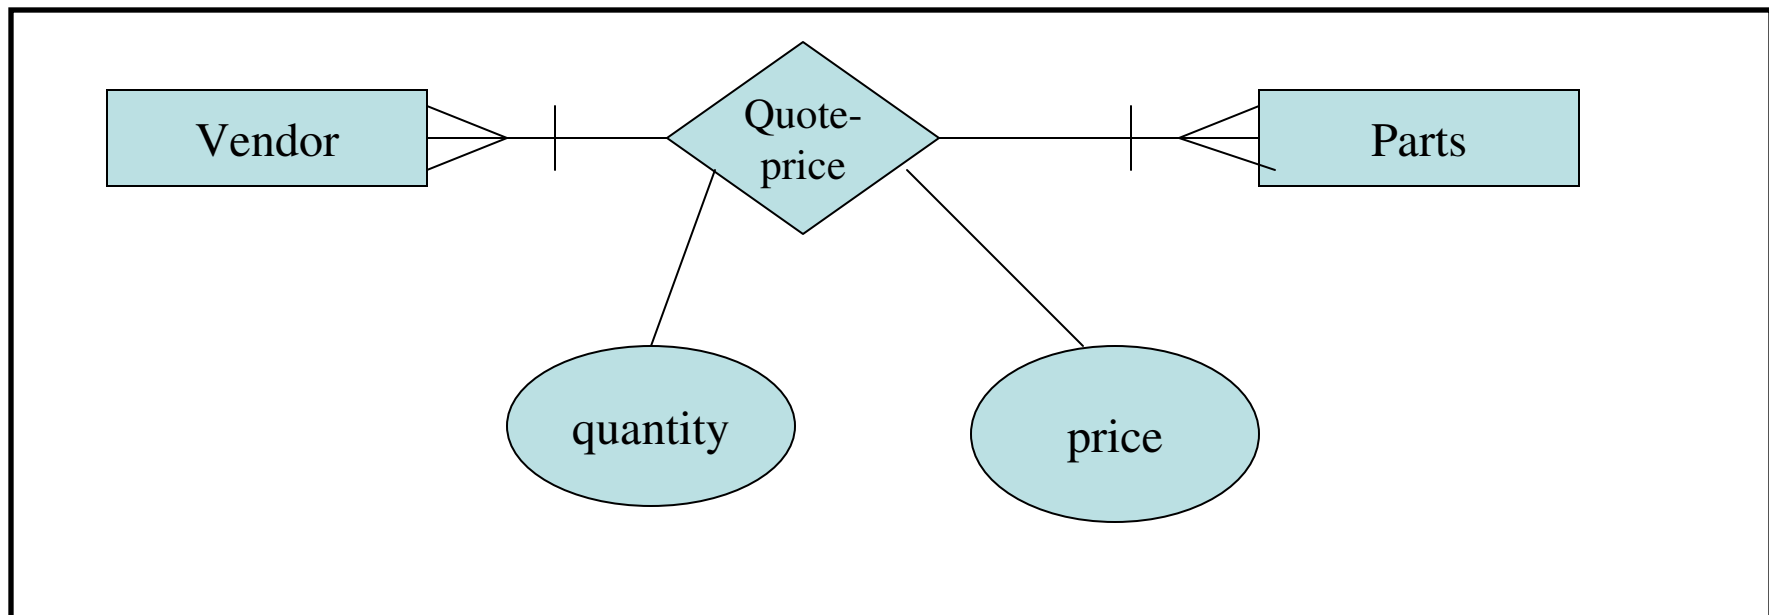 Vendor
Quote-
price
Parts
quantity
price